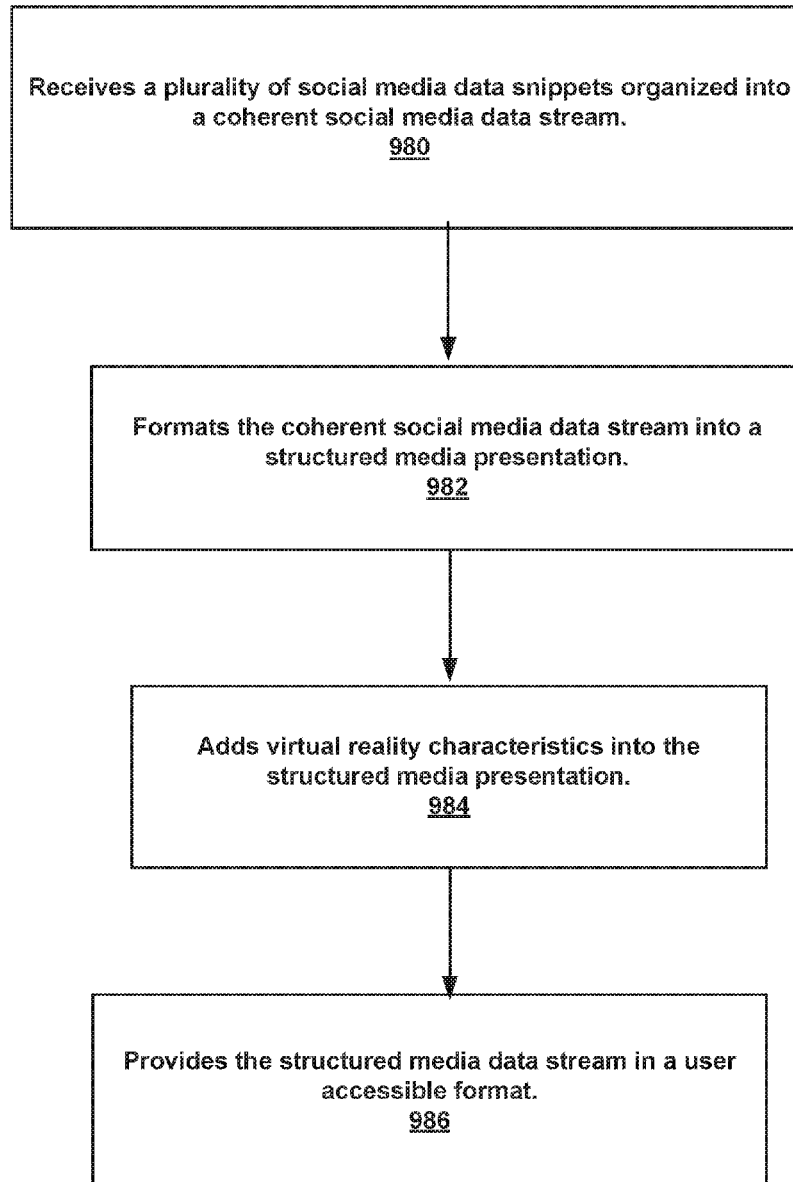 Receives a plurality of social media data snippets organized into
a coherent social media data stream.
980
Formats the coherent social media data stream into a
structured media presentation.
982
Adds virtual reality characteristics into the
structured media presentation.
984
Provides the structured media data stream in a user
accessible format.
986